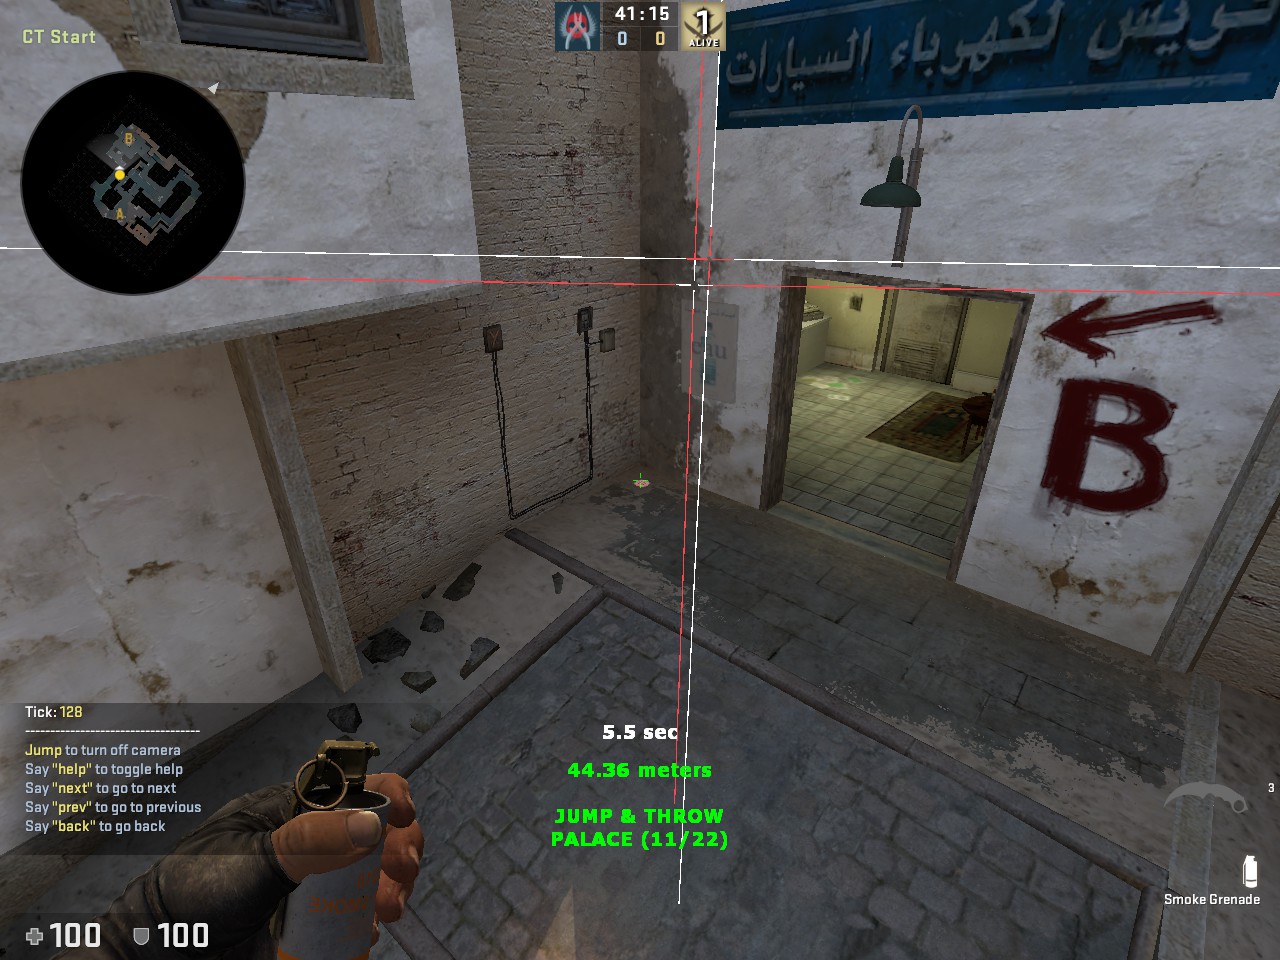 CT Start
41:15
0 0
1
ALIVE
B
A
لكهرباء السيارات
B
Tick: 128
Jump to turn off camera
Say "help" to toggle help
Say "next" to go to next
Say "prev" to go to previous
Say "back" to go back
5.5 sec
44.36 meters
JUMP & THROW
PALACE (11/22)
3
Smoke Grenade
100 100